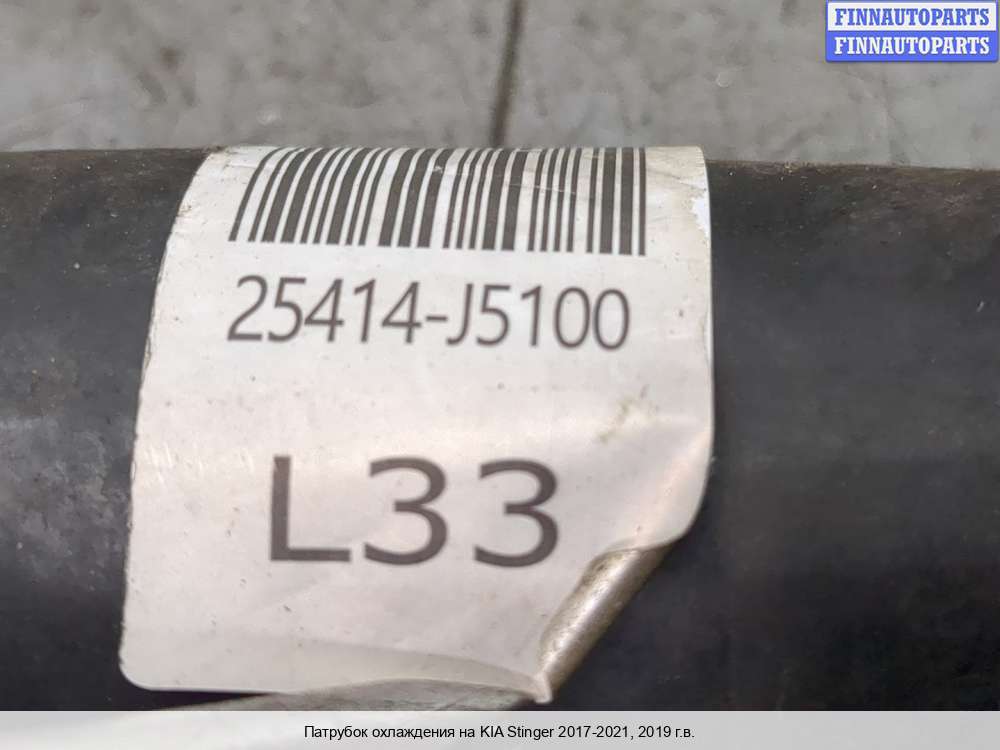 FINNAUTOPARTS
FINNAUTOPARTS
25414-J5100
L33
Патрубок охлаждения на KIA Stinger 2017-2021, 2019 г.в.